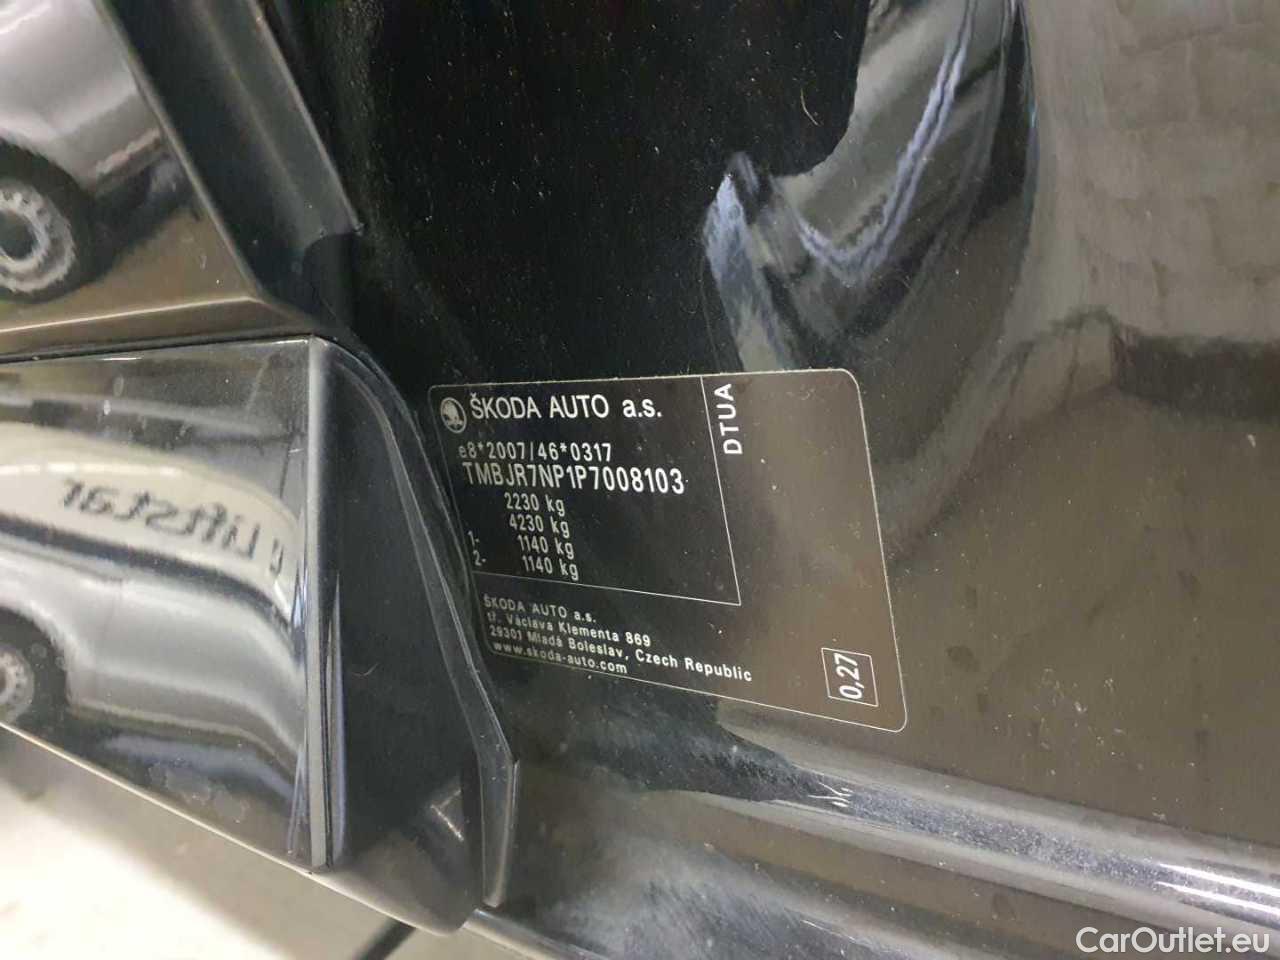 ŠKODA AUTO a.s.
e8*2007/46*0317
TMBJR7NP1P7008103
2230 kg
4230 kg
1- 1140 kg
2- 1140 kg
DTUA
ŠKODA AUTO a.s.
tř. Václava Klementa 869
29301 Mladá Boleslav, Czech Republic
www.skoda-auto.com
0,27
CarOutlet.eu